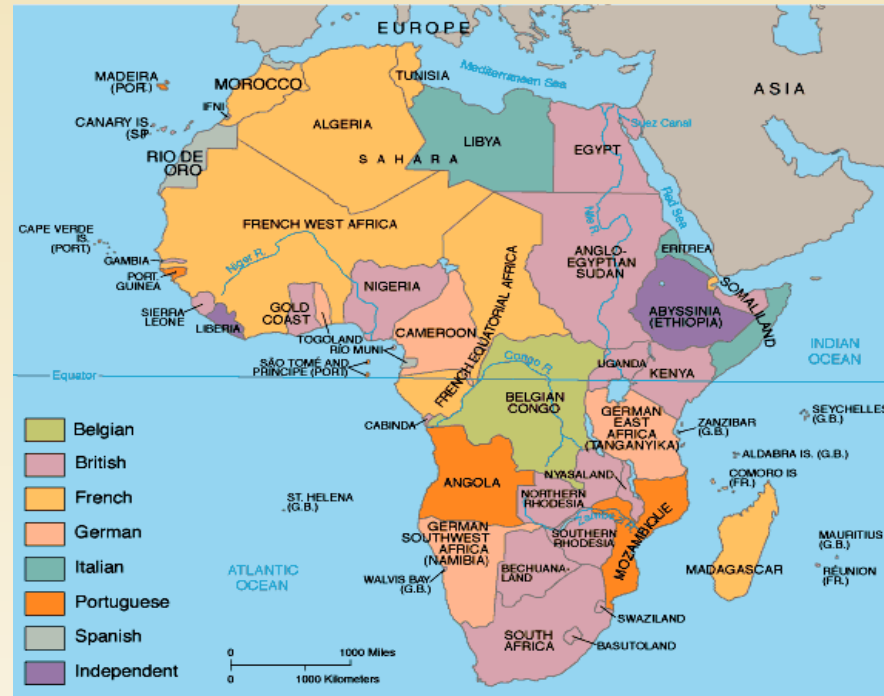 EUROPE
Mediterranean Sea
ASIA
MADEIRA
(PORT.)
MOROCCO
TUNISIA
IFNI
CANARY IS.
(SP.)
ALGERIA
LIBYA
EGYPT
Suez Canal
RIO DE
ORO
SAHARA
Red Sea
Nile R.
CAPE VERDE
IS.
(PORT.)
FRENCH WEST AFRICA
Niger R.
GAMBIA
PORT.
GUINEA
SIERRA
LEONE
LIBERIA
GOLD
COAST
TOGOLAND
NIGERIA
CAMEROON
RÍO MUNI
SÃO TOMÉ AND
PRÍNCIPE (PORT.)
FRENCH EQUATORIAL AFRICA
ANGLO-
EGYPTIAN
SUDAN
ERITREA
ABYSSINIA
(ETHIOPIA)
SOMALILAND
INDIAN
OCEAN
Equator
Congo R.
UGANDA
KENYA
BELGIAN
CONGO
CABINDA
GERMAN
EAST
AFRICA
(TANGANYIKA)
ZANZIBAR
(G.B.)
SEYCHELLES
(G.B.)
ALDABRA IS. (G.B.)
COMORO IS
(FR.)
ST. HELENA
(G.B.)
ANGOLA
NYASALAND
NORTHERN
RHODESIA
SOUTHERN
RHODESIA
MOZAMBIQUE
GERMAN
SOUTHWEST
AFRICA
(NAMIBIA)
WALVIS BAY
(G.B.)
BECHUANA-
LAND
MADAGASCAR
MAURITIUS
(G.B.)
RÉUNION
(FR.)
ATLANTIC
OCEAN
SOUTH
AFRICA
SWAZILAND
BASUTOLAND
Belgian
British
French
German
Italian
Portuguese
Spanish
Independent
0 1000 Miles
0 1000 Kilometers